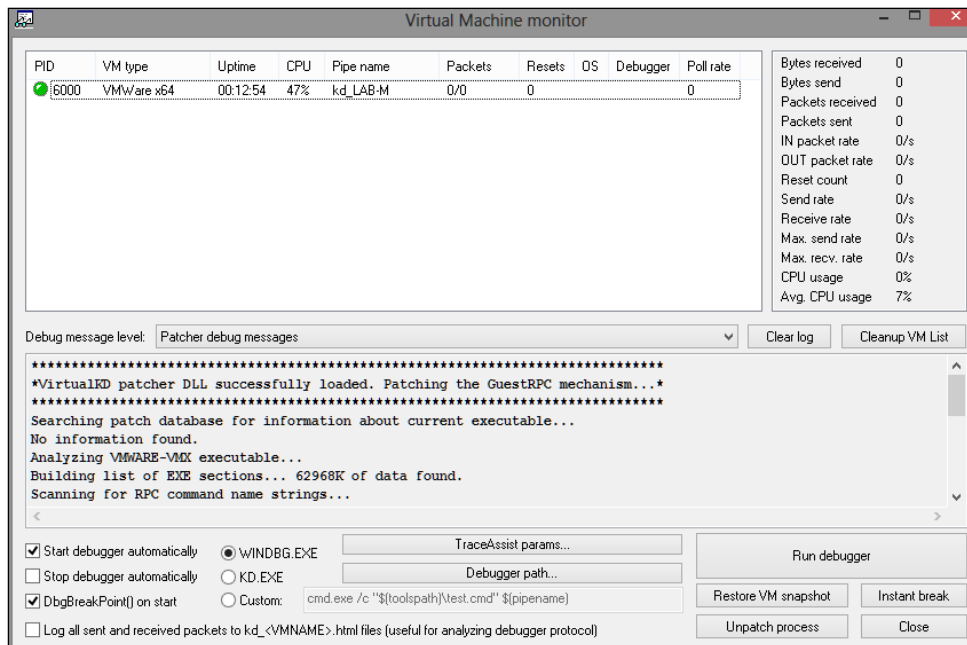 Virtual Machine monitor
PID VM type Uptime CPU Pipe name Packets Resets OS Debugger Poll rate
6000 VMWare x64 00:12:54 47% kd_LAB-M 0/0 0 0
Bytes received 0
Bytes send 0
Packets received 0
Packets sent 0
IN packet rate 0/s
OUT packet rate 0/s
Reset count 0
Send rate 0/s
Receive rate 0/s
Max. send rate 0/s
Max. recv. rate 0/s
CPU usage 0%
Avg. CPU usage 7%
Debug message level: Patcher debug messages Clear log Cleanup VM List
*******************************************************************************
*VirtualKD patcher DLL successfully loaded. Patching the GuestRPC mechanism...*
*******************************************************************************
Searching patch database for information about current executable...
No information found.
Analyzing VMWARE-VMX executable...
Building list of EXE sections... 62968K of data found.
Scanning for RPC command name strings...
Start debugger automatically WINDBG.EXE TraceAssist params... Run debugger
Stop debugger automatically KD.EXE Debugger path...
DbgBreakPoint() on start Custom: cmd.exe /c "$(toolspath)\test.cmd" $(pipename) Restore VM snapshot Instant break
Log all sent and received packets to kd_<VMNAME>.html files (useful for analyzing debugger protocol) Unpatch process Close